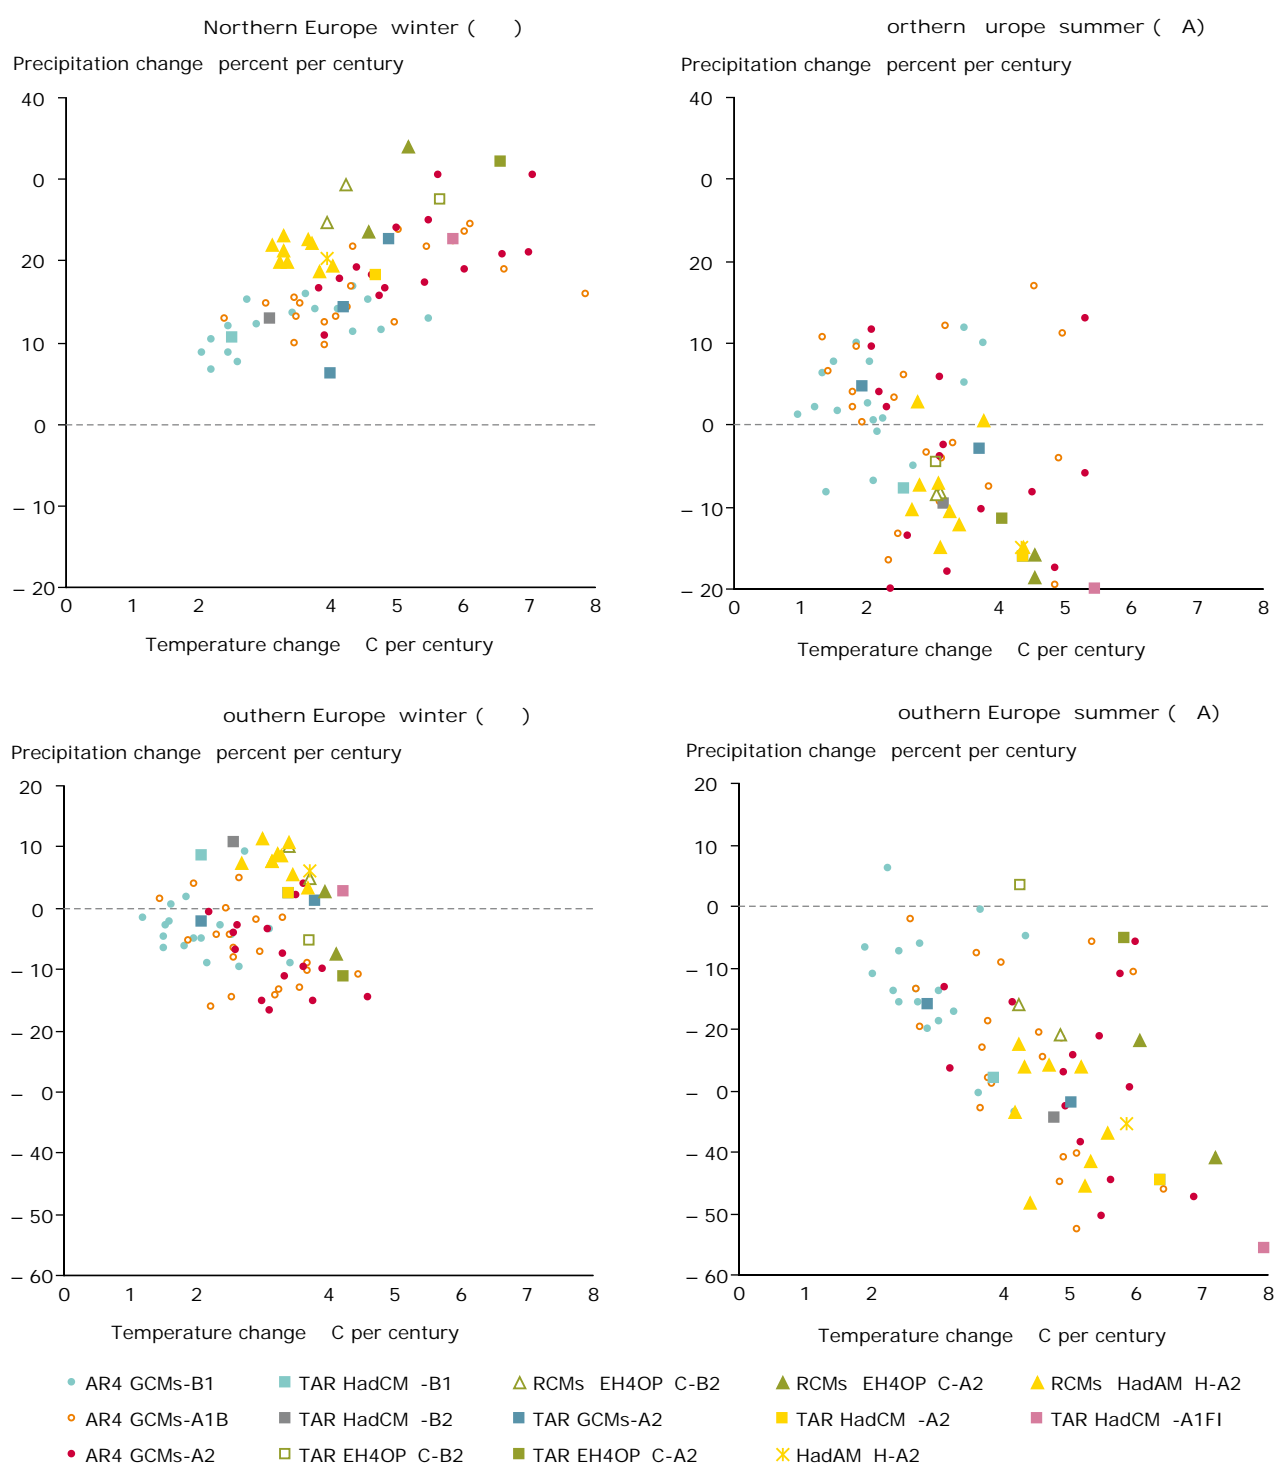 Northern Europe winter ( )
Precipitation change percent per century
40
0
20
10
0
– 10
– 20
0 1 2 4 5 6 7 8
Temperature change C per century
orthern urope summer ( A)
Precipitation change percent per century
40
0
20
10
0
– 10
– 20
0 1 2 4 5 6 7 8
Temperature change C per century
outhern Europe winter ( )
Precipitation change percent per century
20
10
0
– 10
– 20
– 0
– 40
– 50
– 60
0 1 2 4 5 6 7 8
Temperature change C per century
outhern Europe summer ( A)
Precipitation change percent per century
20
10
0
– 10
– 20
– 0
– 40
– 50
– 60
0 1 2 4 5 6 7 8
Temperature change C per century
AR4 GCMs-B1 TAR HadCM -B1 RCMs EH4OP C-B2 RCMs EH4OP C-A2 RCMs HadAM H-A2
AR4 GCMs-A1B TAR HadCM -B2 TAR GCMs-A2 TAR HadCM -A2 TAR HadCM -A1FI
AR4 GCMs-A2 TAR EH4OP C-B2 TAR EH4OP C-A2 HadAM H-A2